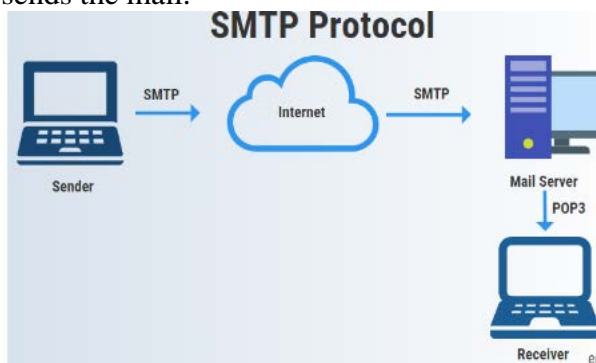 sends the mail.
SMTP Protocol
SMTP
Internet
SMTP
Sender
Mail Server
POP3
Receiver